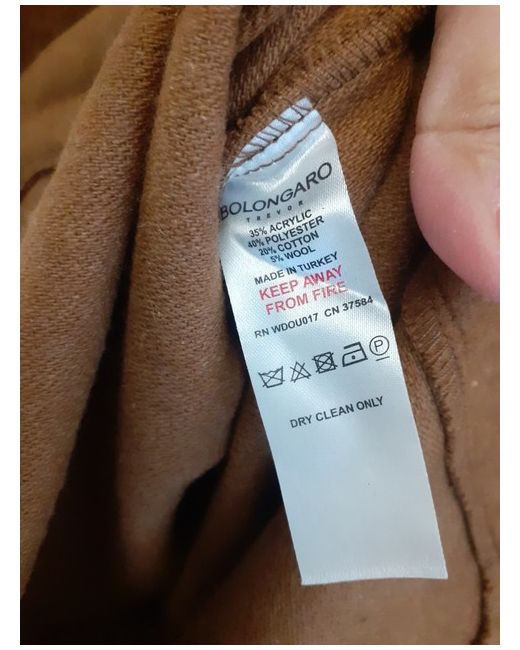 BOLONGARO
TREVOR
35% ACRYLIC
40% POLYESTER
20% COTTON
5% WOOL
MADE IN TURKEY
KEEP AWAY
FROM FIRE
RN WDOU017 CN 37584
P
DRY CLEAN ONLY